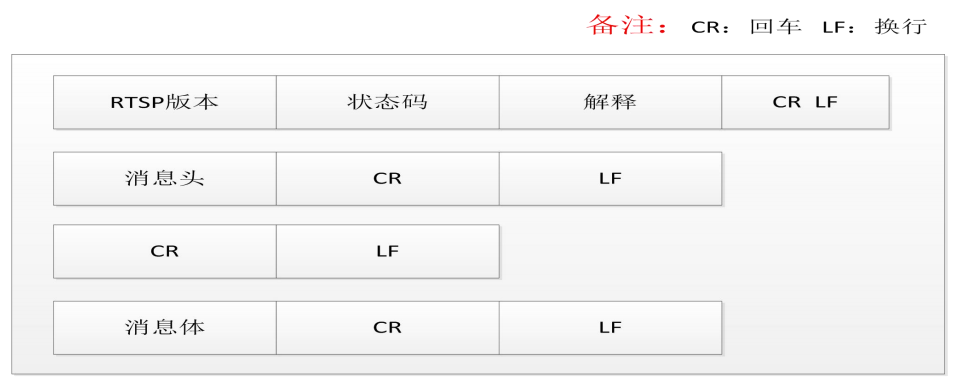 备注： CR： 回车 LF： 换行
RTSP版本 状态码 解释 CR LF
消息头 CR LF
CR LF
消息体 CR LF